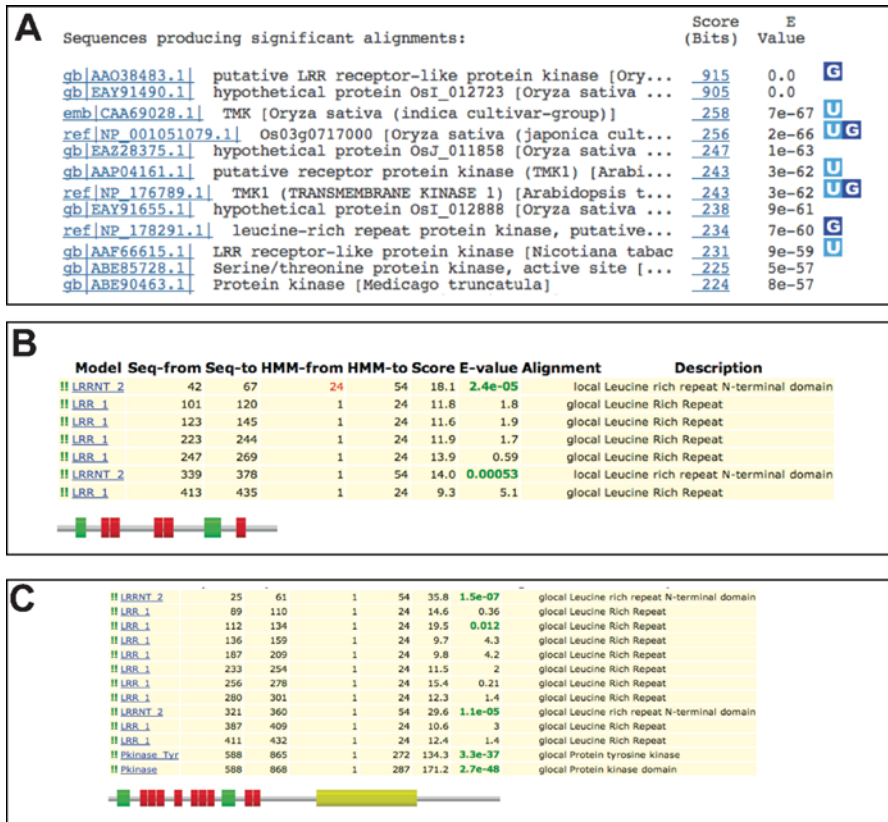 A
Score E
Sequences producing significant alignments: (Bits) Value
gb|AAO38483.1| putative LRR receptor-like protein kinase [Ory... 915 0.0 G
gb|EAY91490.1| hypothetical protein OsI_012723 [Oryza sativa ... 905 0.0
emb|CAA69028.1| TMK [Oryza sativa (indica cultivar-group)] 258 7e-67 U
ref|NP_001051079.1| Os03g0717000 [Oryza sativa (japonica cult... 256 2e-66 U G
gb|EAZ28375.1| hypothetical protein OsJ_011858 [Oryza sativa ... 247 1e-63
gb|AAP04161.1| putative receptor protein kinase (TMK1) [Arabi... 243 3e-62 U
ref|NP_176789.1| TMK1 (TRANSMEMBRANE KINASE 1) [Arabidopsis t... 243 3e-62 U G
gb|EAY91655.1| hypothetical protein OsI_012888 [Oryza sativa ... 238 9e-61
ref|NP_178291.1| leucine-rich repeat protein kinase, putative... 234 7e-60 G
gb|AAF66615.1| LRR receptor-like protein kinase [Nicotiana tabac 231 9e-59 U
gb|ABE85728.1| Serine/threonine protein kinase, active site [... 225 5e-57
gb|ABE90463.1| Protein kinase [Medicago truncatula] 224 8e-57
B
Model Seq-from Seq-to HMM-from HMM-to Score E-value Alignment Description
!! LRRNT_2 42 67 24 54 18.1 2.4e-05 local Leucine rich repeat N-terminal domain
!! LRR_1 101 120 1 24 11.8 1.8 glocal Leucine Rich Repeat
!! LRR_1 123 145 1 24 11.6 1.9 glocal Leucine Rich Repeat
!! LRR_1 223 244 1 24 11.9 1.7 glocal Leucine Rich Repeat
!! LRR_1 247 269 1 24 13.9 0.59 glocal Leucine Rich Repeat
!! LRRNT_2 339 378 1 54 14.0 0.00053 local Leucine rich repeat N-terminal domain
!! LRR_1 413 435 1 24 9.3 5.1 glocal Leucine Rich Repeat
C
!! LRRNT_2 25 61 1 54 35.8 1.5e-07 glocal Leucine rich repeat N-terminal domain
!! LRR_1 89 110 1 24 14.6 0.36 glocal Leucine Rich Repeat
!! LRR_1 112 134 1 24 19.5 0.012 glocal Leucine Rich Repeat
!! LRR_1 136 159 1 24 9.7 4.3 glocal Leucine Rich Repeat
!! LRR_1 187 209 1 24 9.8 4.2 glocal Leucine Rich Repeat
!! LRR_1 233 254 1 24 11.5 2 glocal Leucine Rich Repeat
!! LRR_1 256 278 1 24 15.4 0.21 glocal Leucine Rich Repeat
!! LRR_1 280 301 1 24 12.3 1.4 glocal Leucine Rich Repeat
!! LRRNT_2 321 360 1 54 29.6 1.1e-05 glocal Leucine rich repeat N-terminal domain
!! LRR_1 387 409 1 24 10.6 3 glocal Leucine Rich Repeat
!! LRR_1 411 432 1 24 12.4 1.4 glocal Leucine Rich Repeat
!! Pkinase_Tyr 588 865 1 272 134.3 3.3e-37 glocal Protein tyrosine kinase
!! Pkinase 588 868 1 287 171.2 2.7e-48 glocal Protein kinase domain